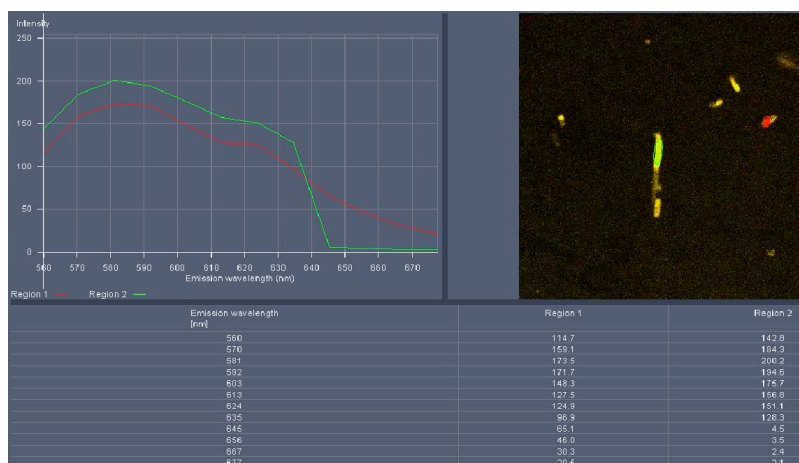 Intensity
250
200
150
100
50
0
560 570 580 590 600 610 620 630 640 650 660 670
Emission wavelength (nm)
Region 1 Region 2
Emission wavelength [nm] Region 1 Region 2
560 114.7 142.8
570 159.1 184.3
581 173.5 200.2
592 171.7 194.6
603 148.3 175.7
613 127.5 156.8
624 124.9 151.1
635 96.9 128.3
645 65.1 4.5
656 46.0 3.5
667 30.3 2.4
677